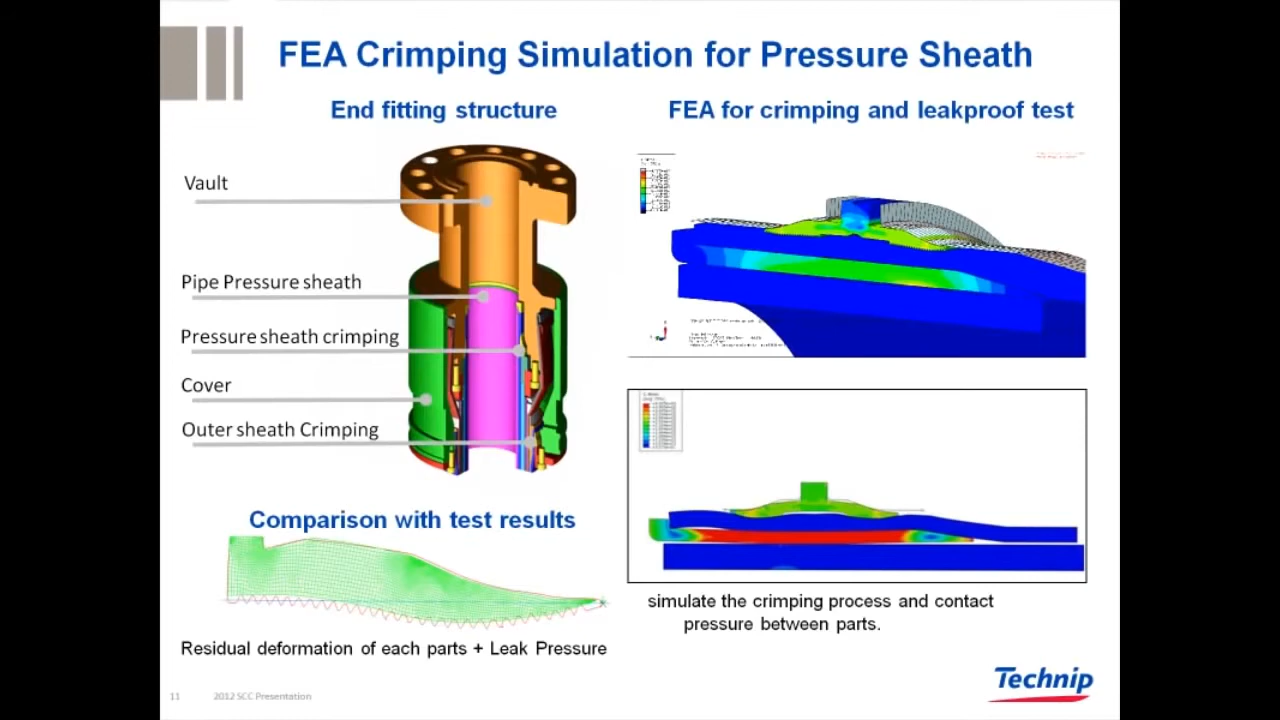 FEA Crimping Simulation for Pressure Sheath
End fitting structure
FEA for crimping and leakproof test
Vault
Pipe Pressure sheath
Pressure sheath crimping
Cover
Outer sheath Crimping
Comparison with test results
Residual deformation of each parts + Leak Pressure
simulate the crimping process and contact
pressure between parts.
11
2012 SCC Presentation
Technip